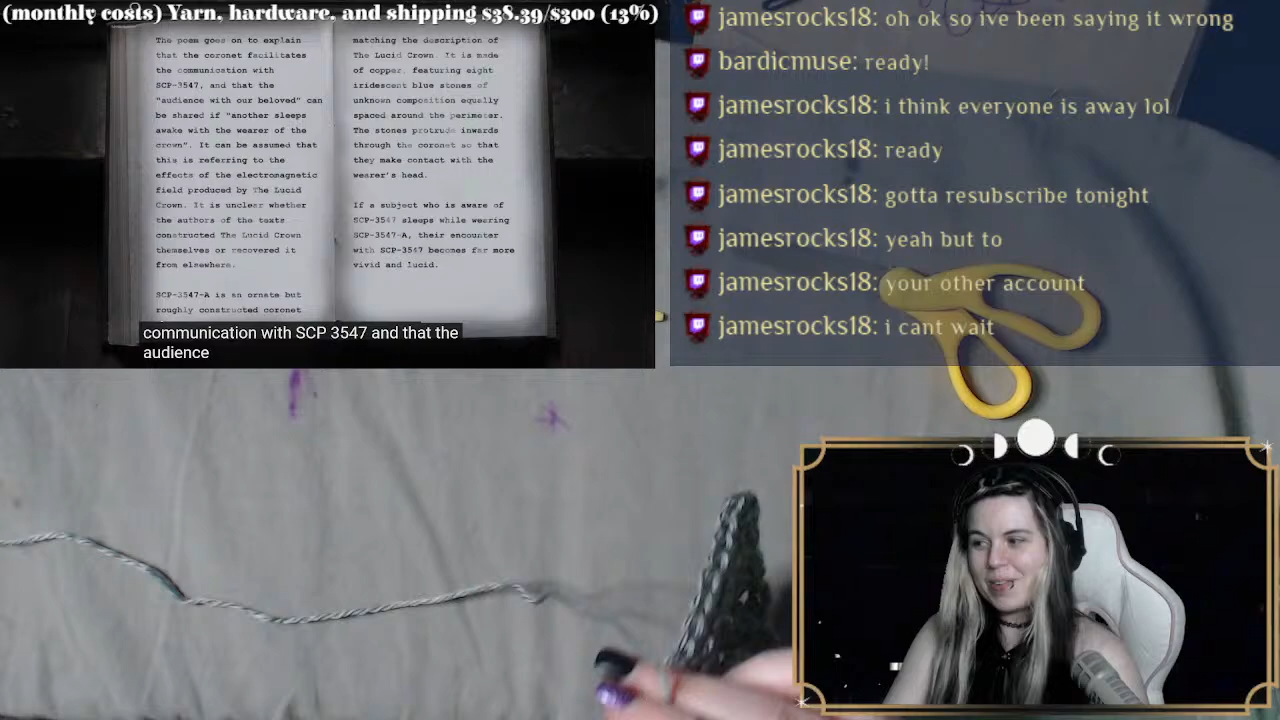 (monthly costs) Yarn, hardware, and shipping $38.39/$300 (13%)
The poem goes on to explain
that the coronet facilitates
the communication with
SCP-3547, and that the
"audience with our beloved" can
be shared if "another sleeps
awake with the wearer of the
crown". It can be assumed that
this is referring to the
effects of the electromagnetic
field produced by The Lucid
Crown. It is unclear whether
the authors of the texts
constructed The Lucid Crown
themselves or recovered it
from elsewhere.
SCP-3547-A is an ornate but
roughly constructed coronet
matching the description of
The Lucid Crown. It is made
of copper, featuring eight
iridescent blue stones of
unknown composition equally
spaced around the perimeter.
The stones protrude inwards
through the coronet so that
they make contact with the
wearer's head.
If a subject who is aware of
SCP-3547 sleeps while wearing
SCP-3547-A, their encounter
with SCP-3547 becomes far more
vivid and lucid.
communication with SCP 3547 and that the
audience
jamesrocks18: oh ok so ive been saying it wrong
bardicmuse: ready!
jamesrocks18: i think everyone is away lol
jamesrocks18: ready
jamesrocks18: gotta resubscribe tonight
jamesrocks18: yeah but to
jamesrocks18: your other account
jamesrocks18: i cant wait